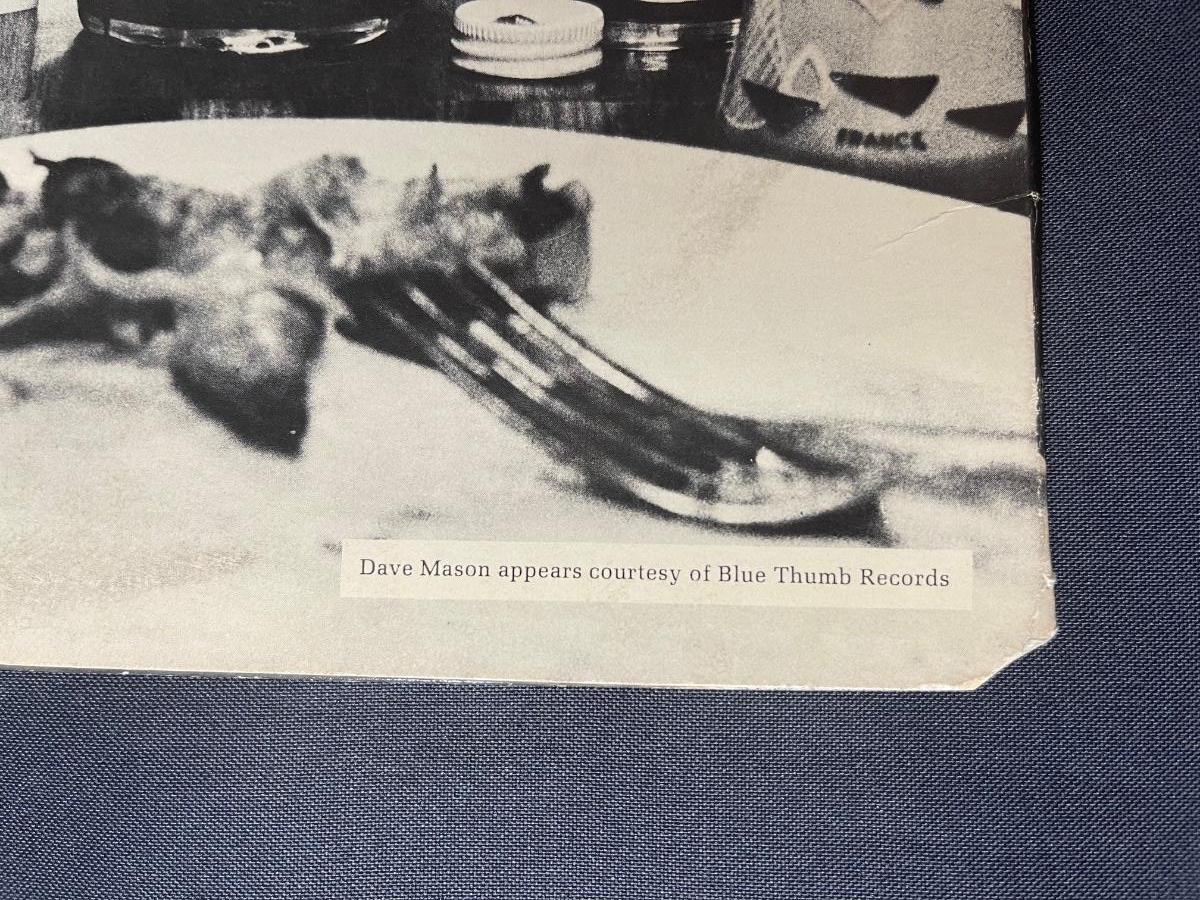 FRANCE
Dave Mason appears courtesy of Blue Thumb Records